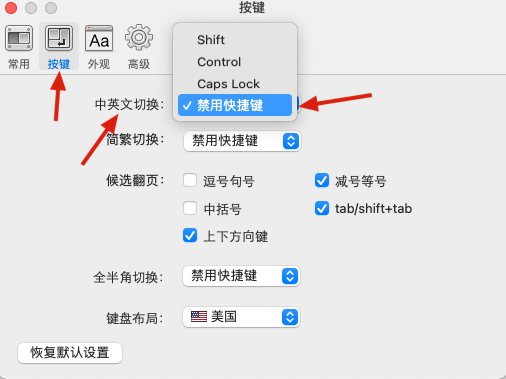 按键
常用 按键 外观 高级
Shift
Control
Caps Lock
中英文切换: ✓ 禁用快捷键
简繁切换: 禁用快捷键
候选翻页: 逗号句号 减号等号
中括号 tab/shift+tab
上下方向键
全半角切换: 禁用快捷键
键盘布局: 美国
恢复默认设置